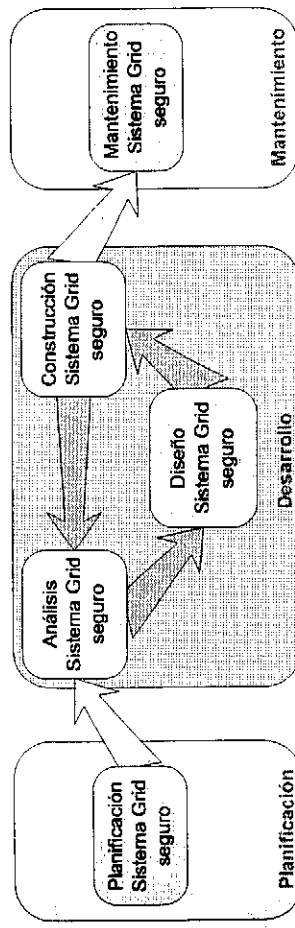 Planificación
Sistema Grid
seguro
Planificación
Análisis
Sistema Grid
seguro
Diseño
Sistema Grid
seguro
Construcción
Sistema Grid
seguro
Desarrollo
Mantenimiento
Sistema Grid
seguro
Mantenimiento